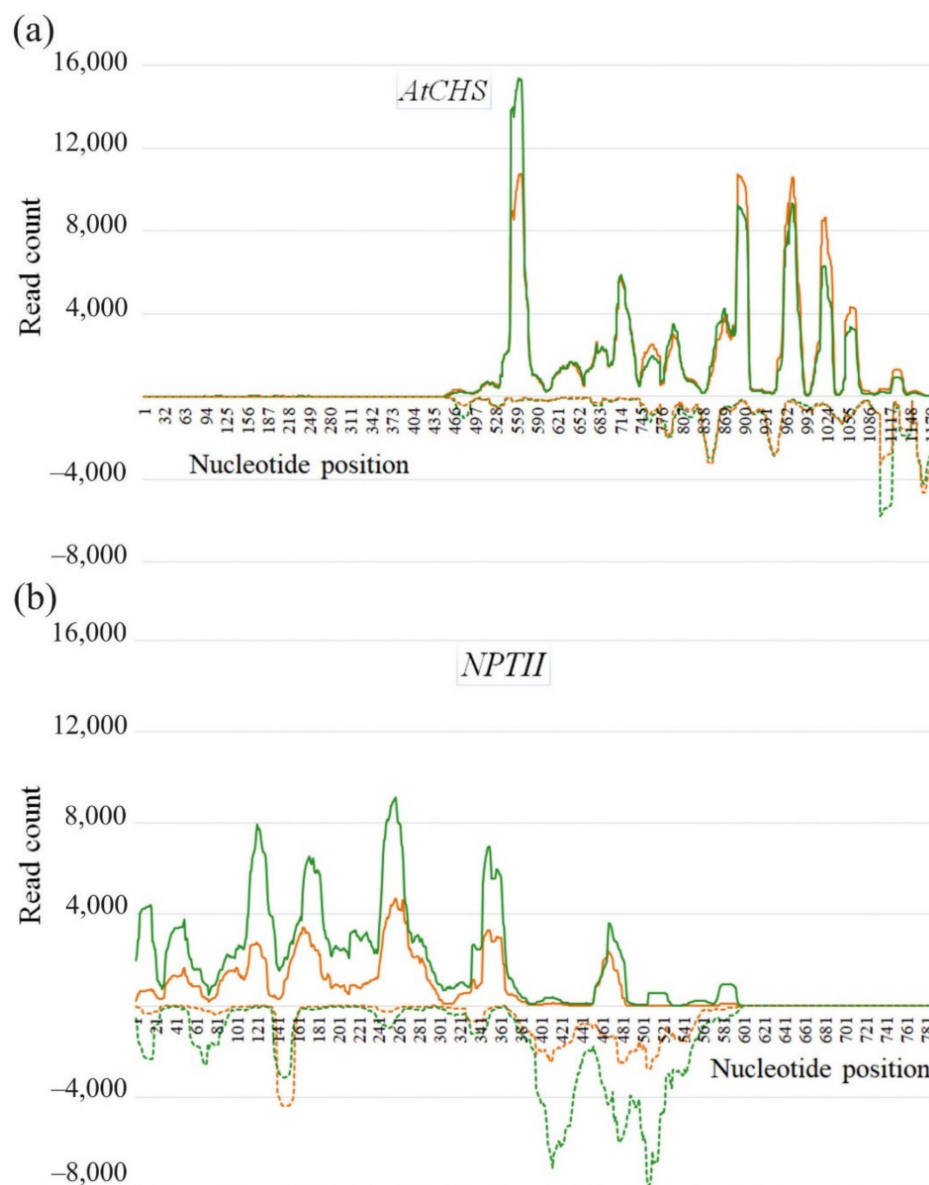 (a)
16,000
AtCHS
12,000
8,000
4,000
Read count
1 32 63 94 125 156 187 218 249 280 311 342 373 404 435 466 497 528 559 590 621 652 683 714 745 776 807 838 869 900 931 962 993 1024 1055 1086 1117 1148 1179
Nucleotide position
−4,000
−8,000
(b)
16,000
NPTII
12,000
8,000
4,000
Read count
1 21 41 61 81 101 121 141 161 181 201 221 241 261 281 301 321 341 361 381 401 421 441 461 481 501 521 541 561 581 601 621 641 661 681 701 721 741 761 781
Nucleotide position
−4,000
−8,000